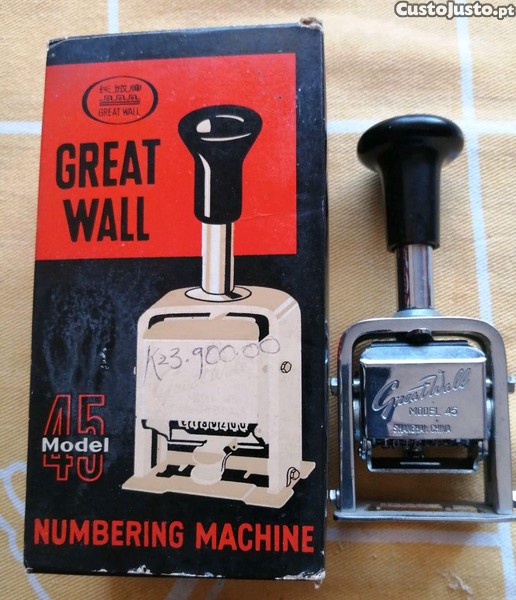 CustoJusto.pt
長城牌
GREAT WALL
GREAT
WALL
Kz3.900.00
45
Model
NUMBERING MACHINE
Great Wall
MODEL 45
SHANGHAI, CHINA